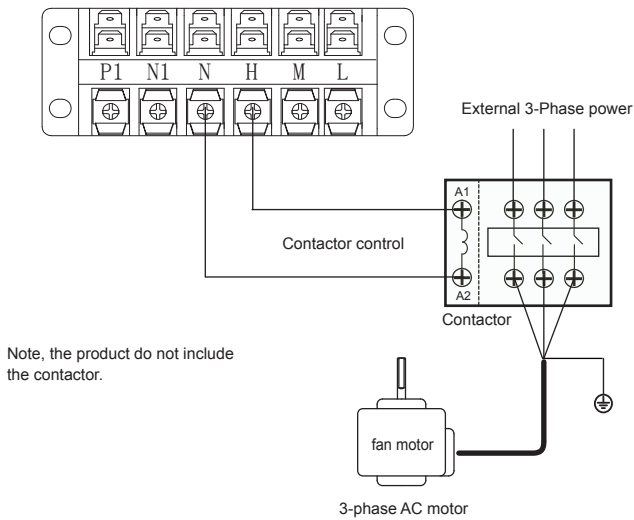 P1 N1 N H M L
External 3-Phase power
A1
Contactor control
A2
Contactor
Note, the product do not include
the contactor.
fan motor
3-phase AC motor